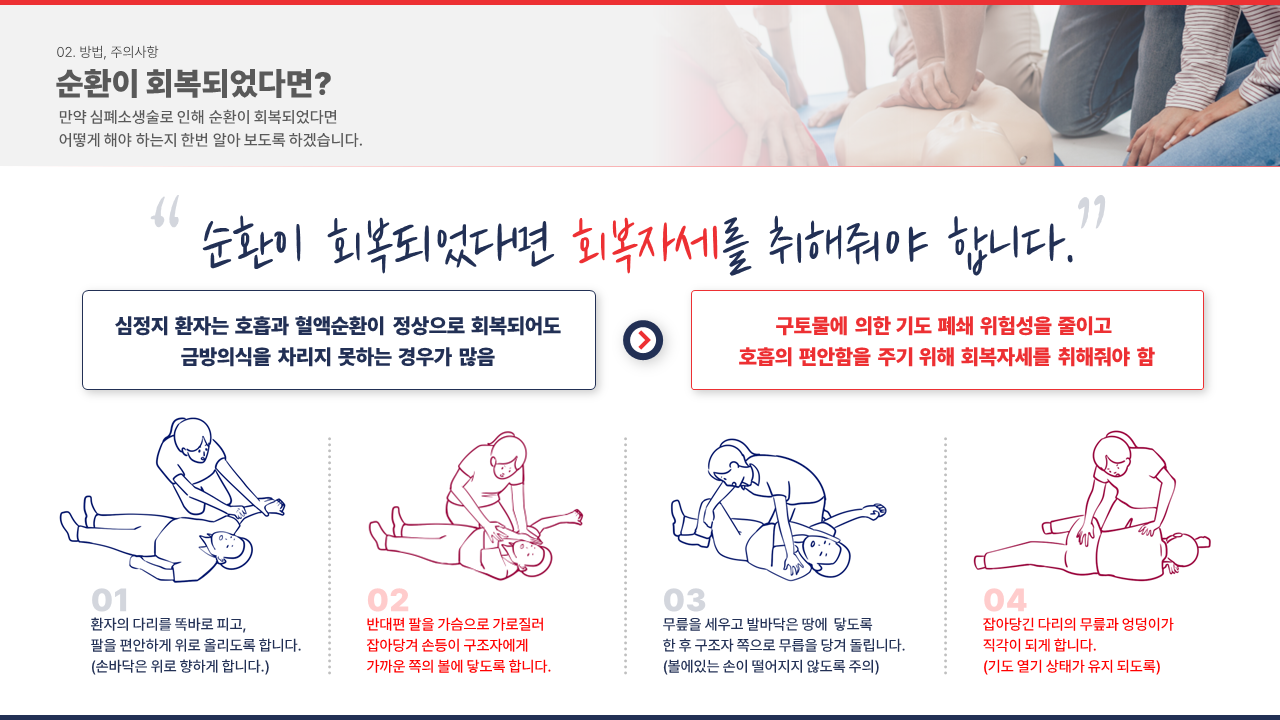 02. 방법, 주의사항
순환이 회복되었다면?
만약 심폐소생술로 인해 순환이 회복되었다면
어떻게 해야 하는지 한번 알아 보도록 하겠습니다.
“ 순환이 회복되었다면 회복자세를 취해줘야 합니다. ”
심정지 환자는 호흡과 혈액순환이 정상으로 회복되어도
금방의식을 차리지 못하는 경우가 많음
구토물에 의한 기도 폐쇄 위험성을 줄이고
호흡의 편안함을 주기 위해 회복자세를 취해줘야 함
01
환자의 다리를 똑바로 피고,
팔을 편안하게 위로 올리도록 합니다.
(손바닥은 위로 향하게 합니다.)
02
반대편 팔을 가슴으로 가로질러
잡아당겨 손등이 구조자에게
가까운 쪽의 볼에 닿도록 합니다.
03
무릎을 세우고 발바닥은 땅에 닿도록
한 후 구조자 쪽으로 무릅을 당겨 돌립니다.
(볼에있는 손이 떨어지지 않도록 주의)
04
잡아당긴 다리의 무릎과 엉덩이가
직각이 되게 합니다.
(기도 열기 상태가 유지 되도록)